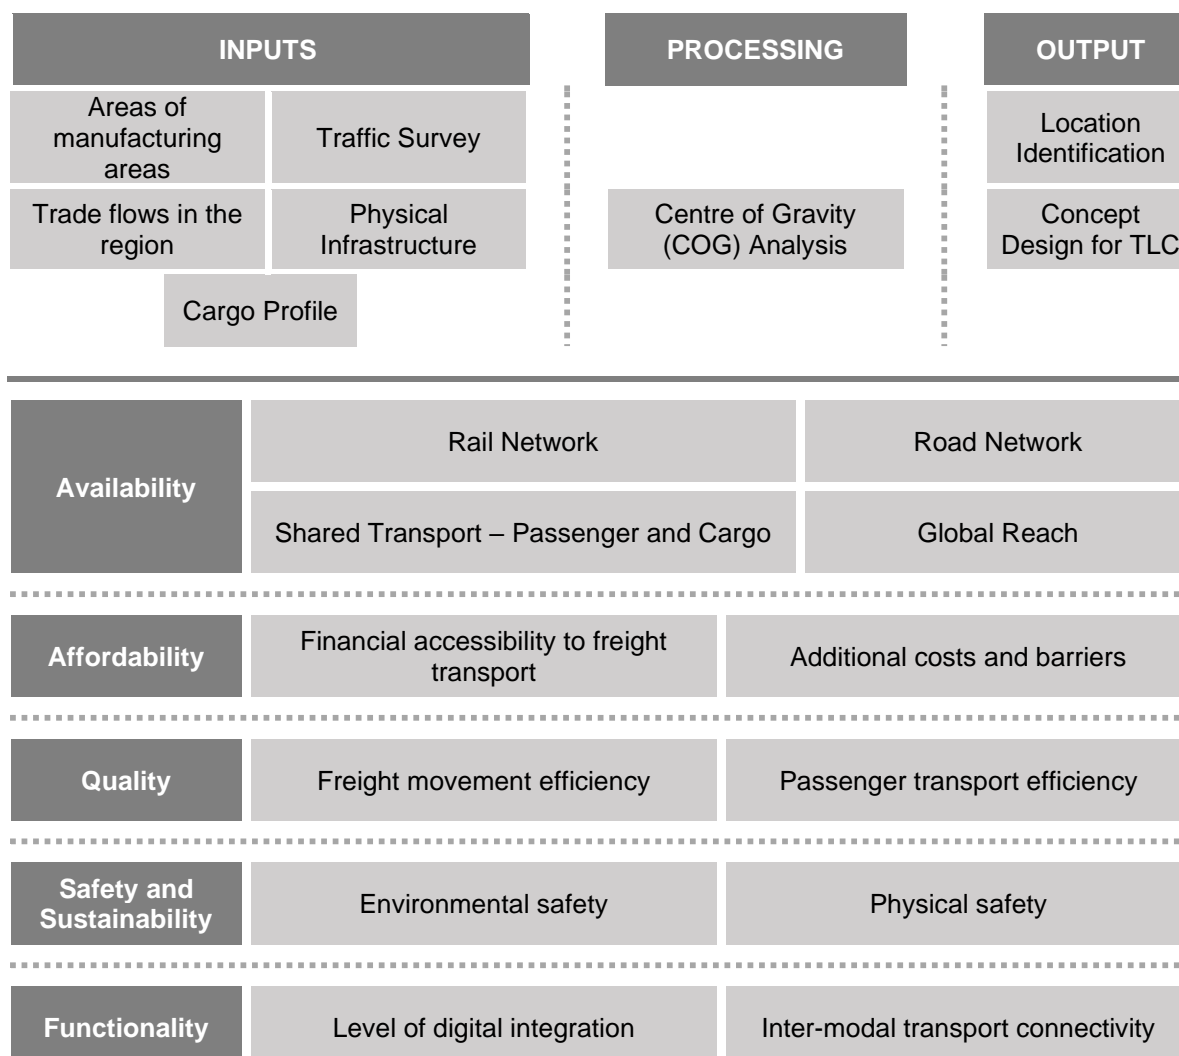 INPUTS
PROCESSING
OUTPUT
Areas of
manufacturing
areas
Traffic Survey
Location
Identification
Trade flows in the
region
Physical
Infrastructure
Centre of Gravity
(COG) Analysis
Concept
Design for TLC
Cargo Profile
Availability
Rail Network
Road Network
Shared Transport – Passenger and Cargo
Global Reach
Affordability
Financial accessibility to freight
transport
Additional costs and barriers
Quality
Freight movement efficiency
Passenger transport efficiency
Safety and
Sustainability
Environmental safety
Physical safety
Functionality
Level of digital integration
Inter-modal transport connectivity